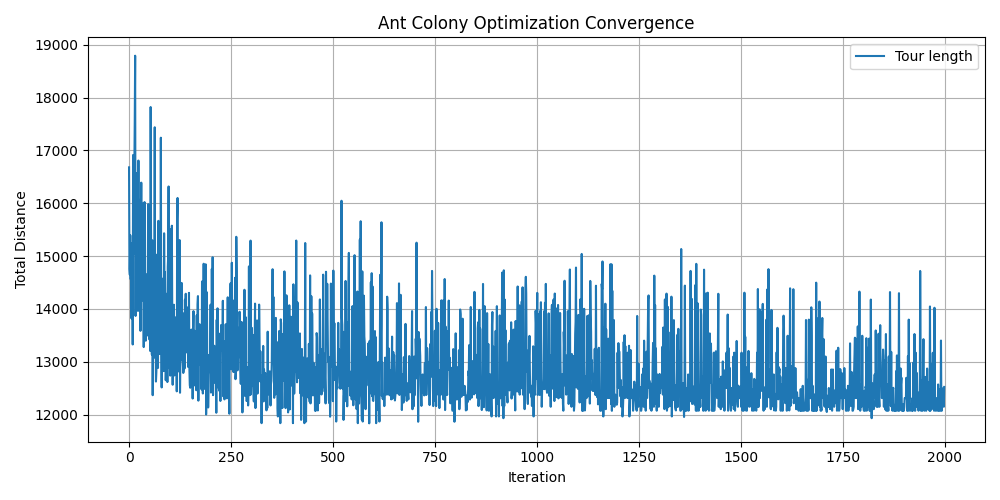 Ant Colony Optimization Convergence
Total Distance
19000
18000
17000
16000
15000
14000
13000
12000
Tour length
0 250 500 750 1000 1250 1500 1750 2000
Iteration